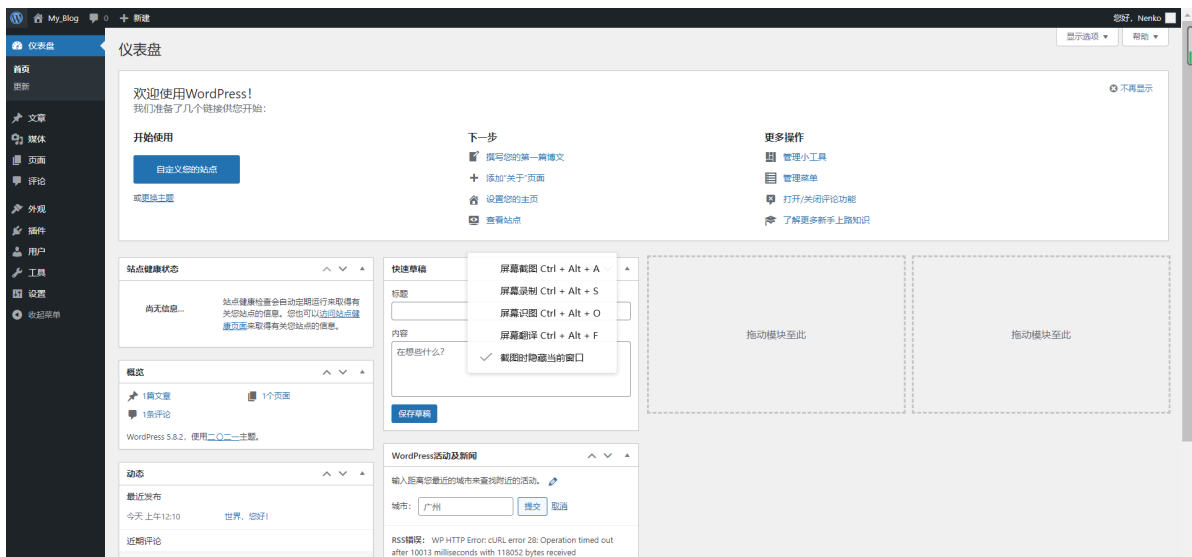 My_Blog 0 + 新建
您好，Nenko
仪表盘
首页
更新
文章
媒体
页面
评论
外观
插件
用户
工具
设置
收起菜单
仪表盘
显示选项 ▼
帮助 ▼
欢迎使用WordPress！
我们准备了几个链接供您开始：
不再显示
开始使用
自定义您的站点
或更换主题
下一步
撰写您的第一篇博文
添加“关于”页面
设置您的主页
查看站点
更多操作
管理小工具
管理菜单
打开/关闭评论功能
了解更多新手上路知识
站点健康状态
尚无信息...
站点健康检查会自动定期运行来取得有
关您站点的信息。您也可以访问站点健
康页面来取得有关您站点的信息。
概览
1篇文章
1个页面
1条评论
WordPress 5.8.2，使用二〇二一主题。
动态
最近发布
今天 上午12:10 世界，您好！
近期评论
快速草稿
标题
内容
在想些什么？
保存草稿
屏幕截图 Ctrl + Alt + A
屏幕录制 Ctrl + Alt + S
屏幕识图 Ctrl + Alt + O
屏幕翻译 Ctrl + Alt + F
截图时隐藏当前窗口
WordPress活动及新闻
输入距离您最近的城市来查找附近的活动。
城市： 广州 提交 取消
RSS错误： WP HTTP Error: cURL error 28: Operation timed out
after 10013 milliseconds with 118052 bytes received
拖动模块至此
拖动模块至此